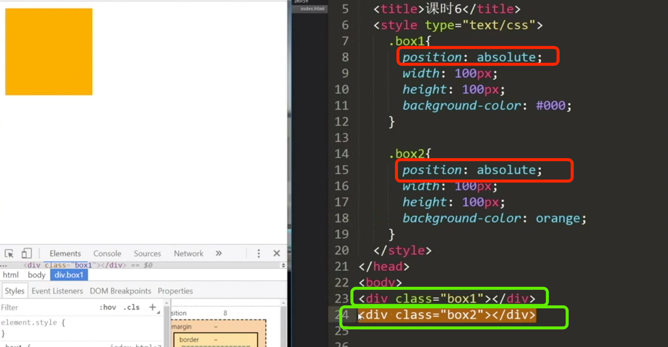 5 <title>课时6</title>
6 <style type="text/css">
7 .box1{
8 position: absolute;
9 width: 100px;
10 height: 100px;
11 background-color: #000;
12 }
13
14 .box2{
15 position: absolute;
16 width: 100px;
17 height: 100px;
18 background-color: orange;
19 }
20 </style>
21 </head>
22 <body>
23 <div class="box1"></div>
24 <div class="box2"></div>
25
26
Elements Console Sources Network »
<div class="box1"></div> == $0
html body div.box1
Styles Event Listeners DOM Breakpoints Properties
Filter :hov .cls +
element.style {
}
position 8
margin -
border -